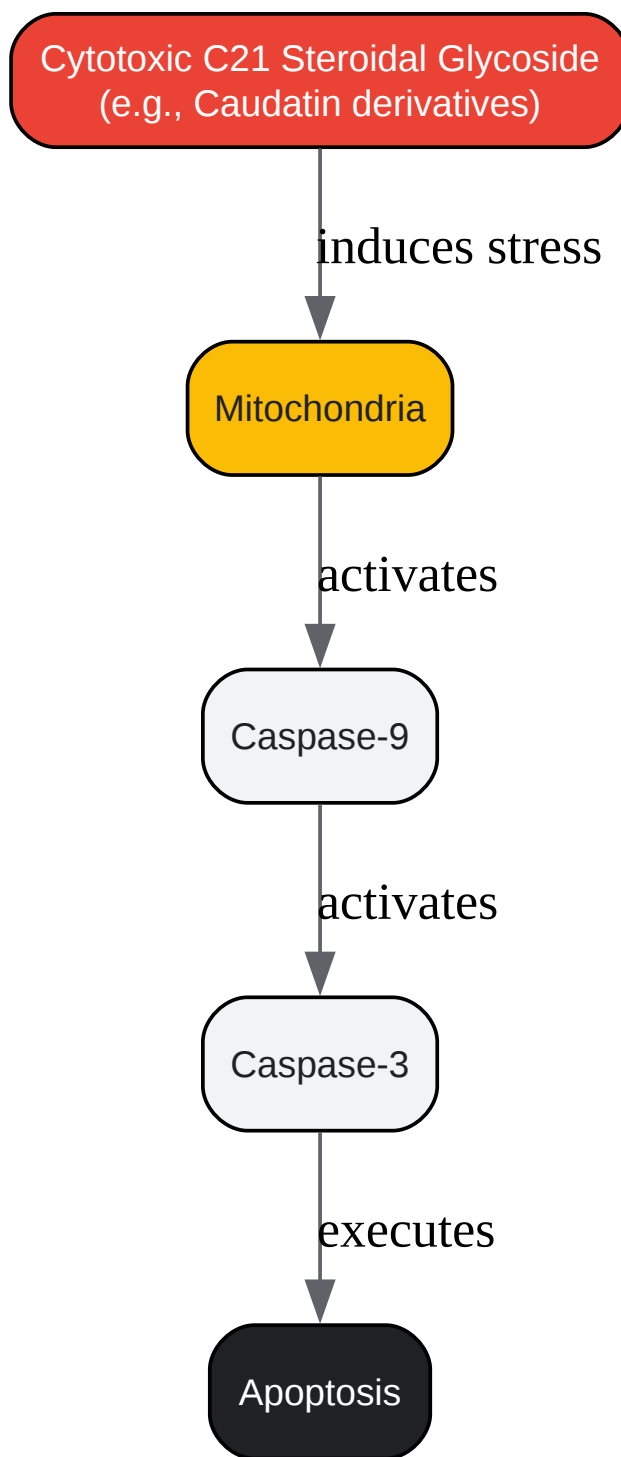 Cytotoxic C21 Steroidal Glycoside
(e.g., Caudatin derivatives)
induces stress
Mitochondria
activates
Caspase-9
activates
Caspase-3
executes
Apoptosis